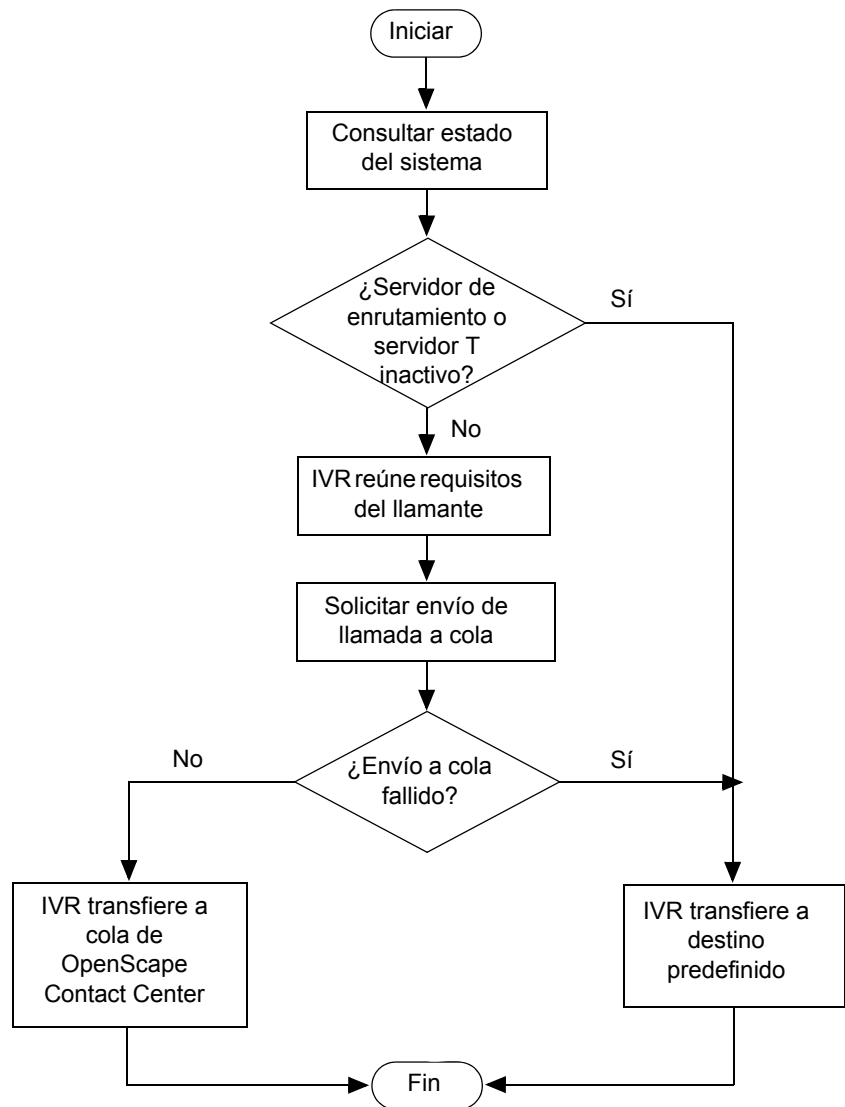 Iniciar
Consultar estado
del sistema
¿Servidor de
enrutamiento o
servidor T
inactivo?
Sí
No
IVR reúne requisitos
del llamante
Solicitar envío de
llamada a cola
No
¿Envío a cola
fallido?
Sí
IVR transfiere a
cola de
OpenScape
Contact Center
IVR transfiere a
destino
predefinido
Fin